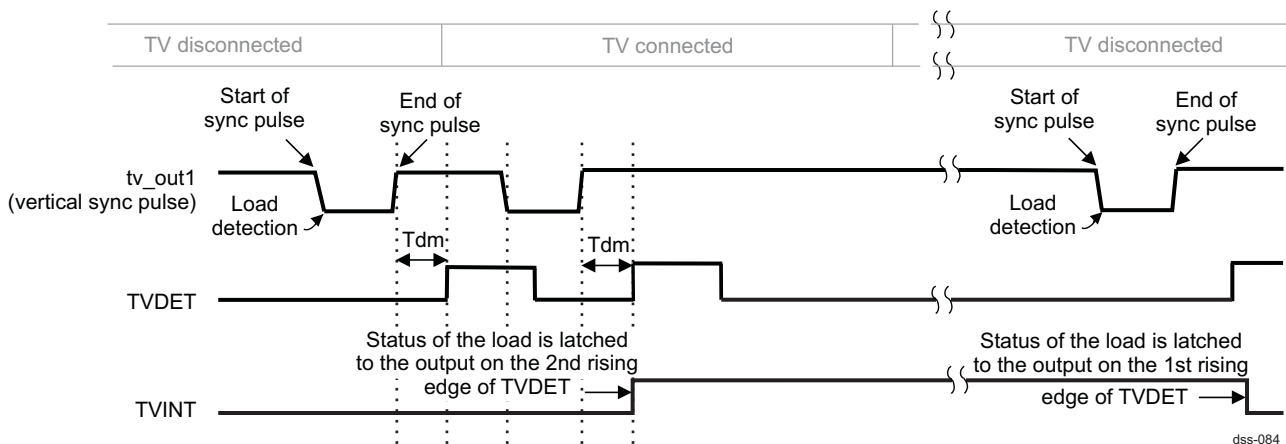 TV disconnected
TV connected
TV disconnected
Start of
sync pulse
End of
sync pulse
Start of
sync pulse
End of
sync pulse
tv_out1
(vertical sync pulse)
Load
detection
Load
detection
Tdm
Tdm
TVDET
Status of the load is latched
to the output on the 2nd rising
edge of TVDET
Status of the load is latched
to the output on the 1st rising
edge of TVDET
TVINT
dss-084